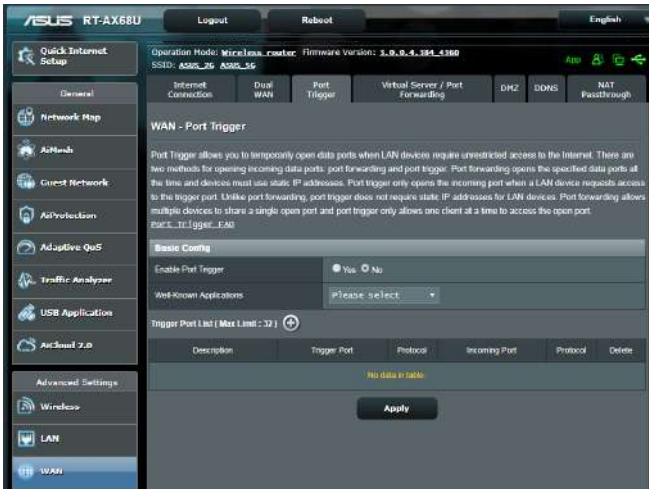 ASUS RT-AX68U
Logout
Reboot
English
Quick Internet
Setup
Operation Mode: Wireless router Firmware Version: 3.0.0.4.384_4360
SSID: ASUS_2G ASUS_5G
App
General
Internet
Connection
Dual
WAN
Port
Trigger
Virtual Server / Port
Forwarding
DMZ
DDNS
NAT
Passthrough
Network Map
AiMesh
Guest Network
AiProtection
Adaptive QoS
Traffic Analyzer
USB Application
AiCloud 2.0
Advanced Settings
Wireless
LAN
WAN
WAN - Port Trigger
Port Trigger allows you to temporarily open data ports when LAN devices require unrestricted access to the Internet. There are
two methods for opening incoming data ports: port forwarding and port trigger. Port forwarding opens the specified data ports all
the time and devices must use static IP addresses. Port trigger only opens the incoming port when a LAN device requests access
to the trigger port. Unlike port forwarding, port trigger does not require static IP addresses for LAN devices. Port forwarding allows
multiple devices to share a single open port and port trigger only allows one client at a time to access the open port.
Port Trigger FAQ
Basic Config
Enable Port Trigger
Yes No
Well-Known Applications
Please select
Trigger Port List ( Max Limit : 32 )
Description
Trigger Port
Protocol
Incoming Port
Protocol
Delete
No data in table.
Apply